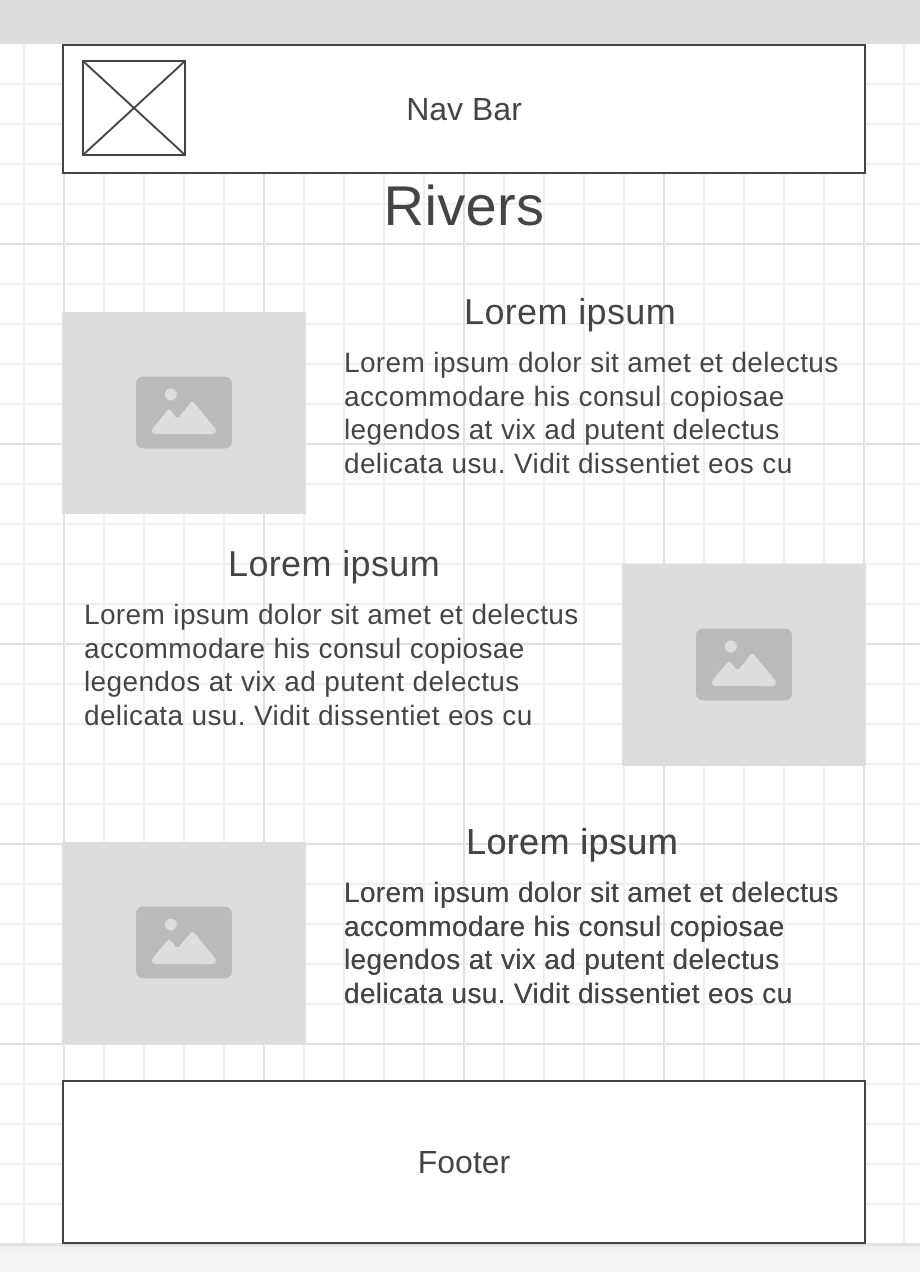 Nav Bar
Rivers
Lorem ipsum
Lorem ipsum dolor sit amet et delectus
accommodare his consul copiosae
legendos at vix ad putent delectus
delicata usu. Vidit dissentiet eos cu
Lorem ipsum
Lorem ipsum dolor sit amet et delectus
accommodare his consul copiosae
legendos at vix ad putent delectus
delicata usu. Vidit dissentiet eos cu
Lorem ipsum
Lorem ipsum dolor sit amet et delectus
accommodare his consul copiosae
legendos at vix ad putent delectus
delicata usu. Vidit dissentiet eos cu
Footer